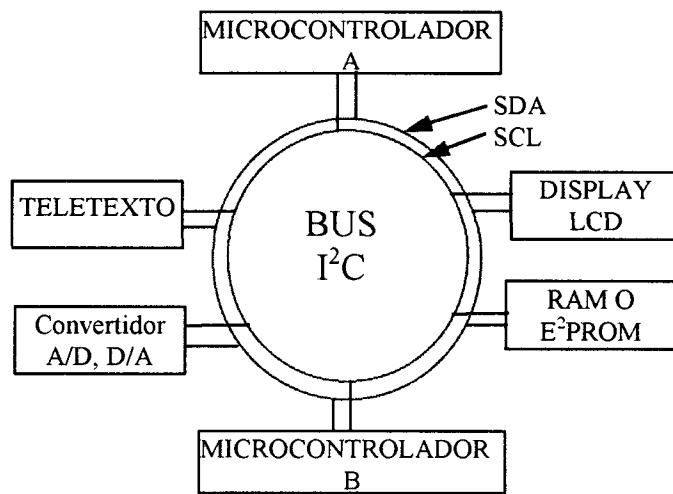 MICROCONTROLADOR
A
SDA
SCL
TELETEXTO
DISPLAY
LCD
BUS
I²C
Convertidor
A/D, D/A
RAM O
E²PROM
MICROCONTROLADOR
B